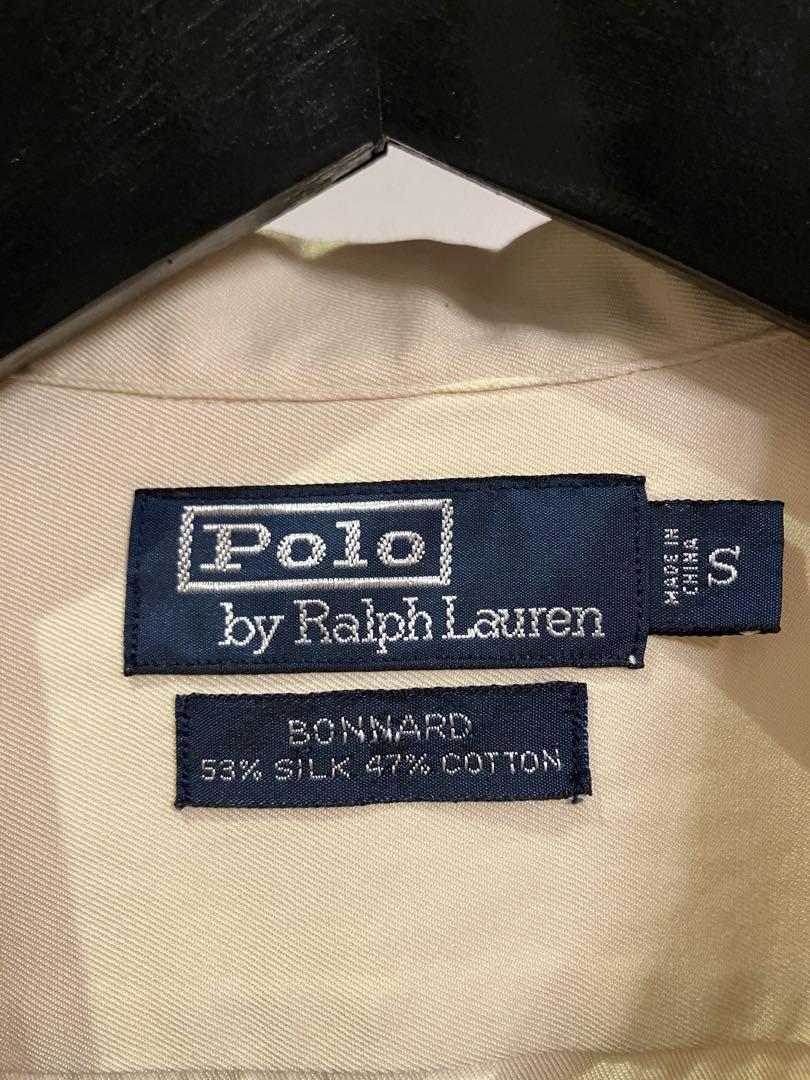 Polo
by Ralph Lauren
MADE IN
CHINA
S
BONNARD
53% SILK 47% COTTON